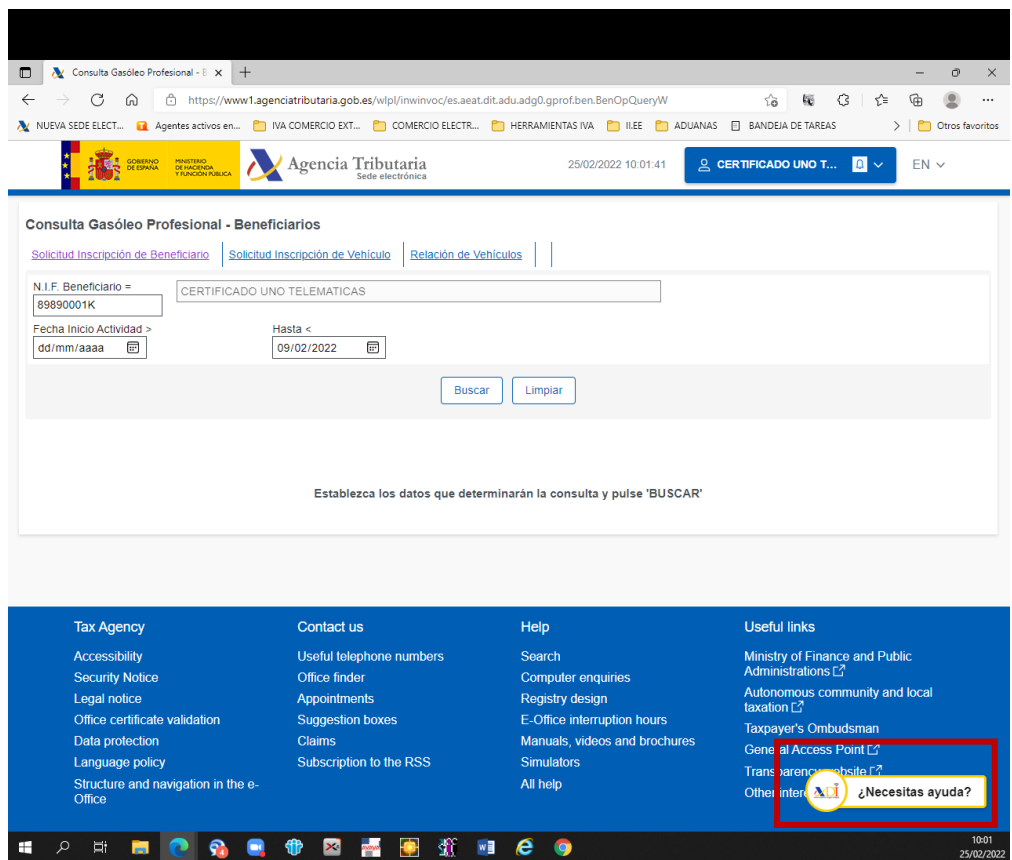 Consulta Gasóleo Profesional - B
https://www1.agenciatributaria.gob.es/wlpl/inwinvoc/es.aeat.dit.adu.adg0.gprof.ben.BenOpQueryW
NUEVA SEDE ELECT... Agentes activos en... IVA COMERCIO EXT... COMERCIO ELECTR... HERRAMIENTAS IVA II.EE ADUANAS BANDEJA DE TAREAS Otros favoritos
GOBIERNO DE ESPAÑA
MINISTERIO DE HACIENDA Y FUNCIÓN PÚBLICA
Agencia Tributaria
Sede electrónica
25/02/2022 10:01:41
CERTIFICADO UNO T...
EN
Consulta Gasóleo Profesional - Beneficiarios
Solicitud Inscripción de Beneficiario Solicitud Inscripción de Vehículo Relación de Vehículos
N.I.F. Beneficiario =
89890001K CERTIFICADO UNO TELEMATICAS
Fecha Inicio Actividad > Hasta <
dd/mm/aaaa 09/02/2022
Buscar Limpiar
Establezca los datos que determinarán la consulta y pulse 'BUSCAR'
Tax Agency
Accessibility
Security Notice
Legal notice
Office certificate validation
Data protection
Language policy
Structure and navigation in the e-
Office
Contact us
Useful telephone numbers
Office finder
Appointments
Suggestion boxes
Claims
Subscription to the RSS
Help
Search
Computer enquiries
Registry design
E-Office interruption hours
Manuals, videos and brochures
Simulators
All help
Useful links
Ministry of Finance and Public
Administrations
Autonomous community and local
taxation
Taxpayer's Ombudsman
General Access Point
Transparency website
Other inter
ADI ¿Necesitas ayuda?
10:01
25/02/2022